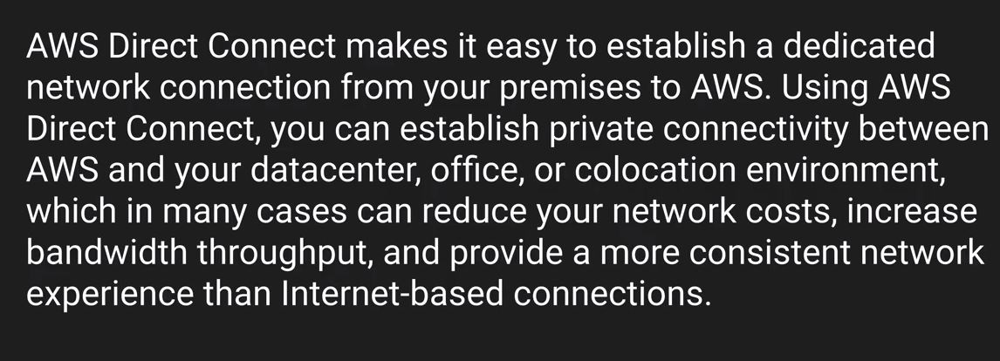 AWS Direct Connect makes it easy to establish a dedicated
network connection from your premises to AWS. Using AWS
Direct Connect, you can establish private connectivity between
AWS and your datacenter, office, or colocation environment,
which in many cases can reduce your network costs, increase
bandwidth throughput, and provide a more consistent network
experience than Internet-based connections.